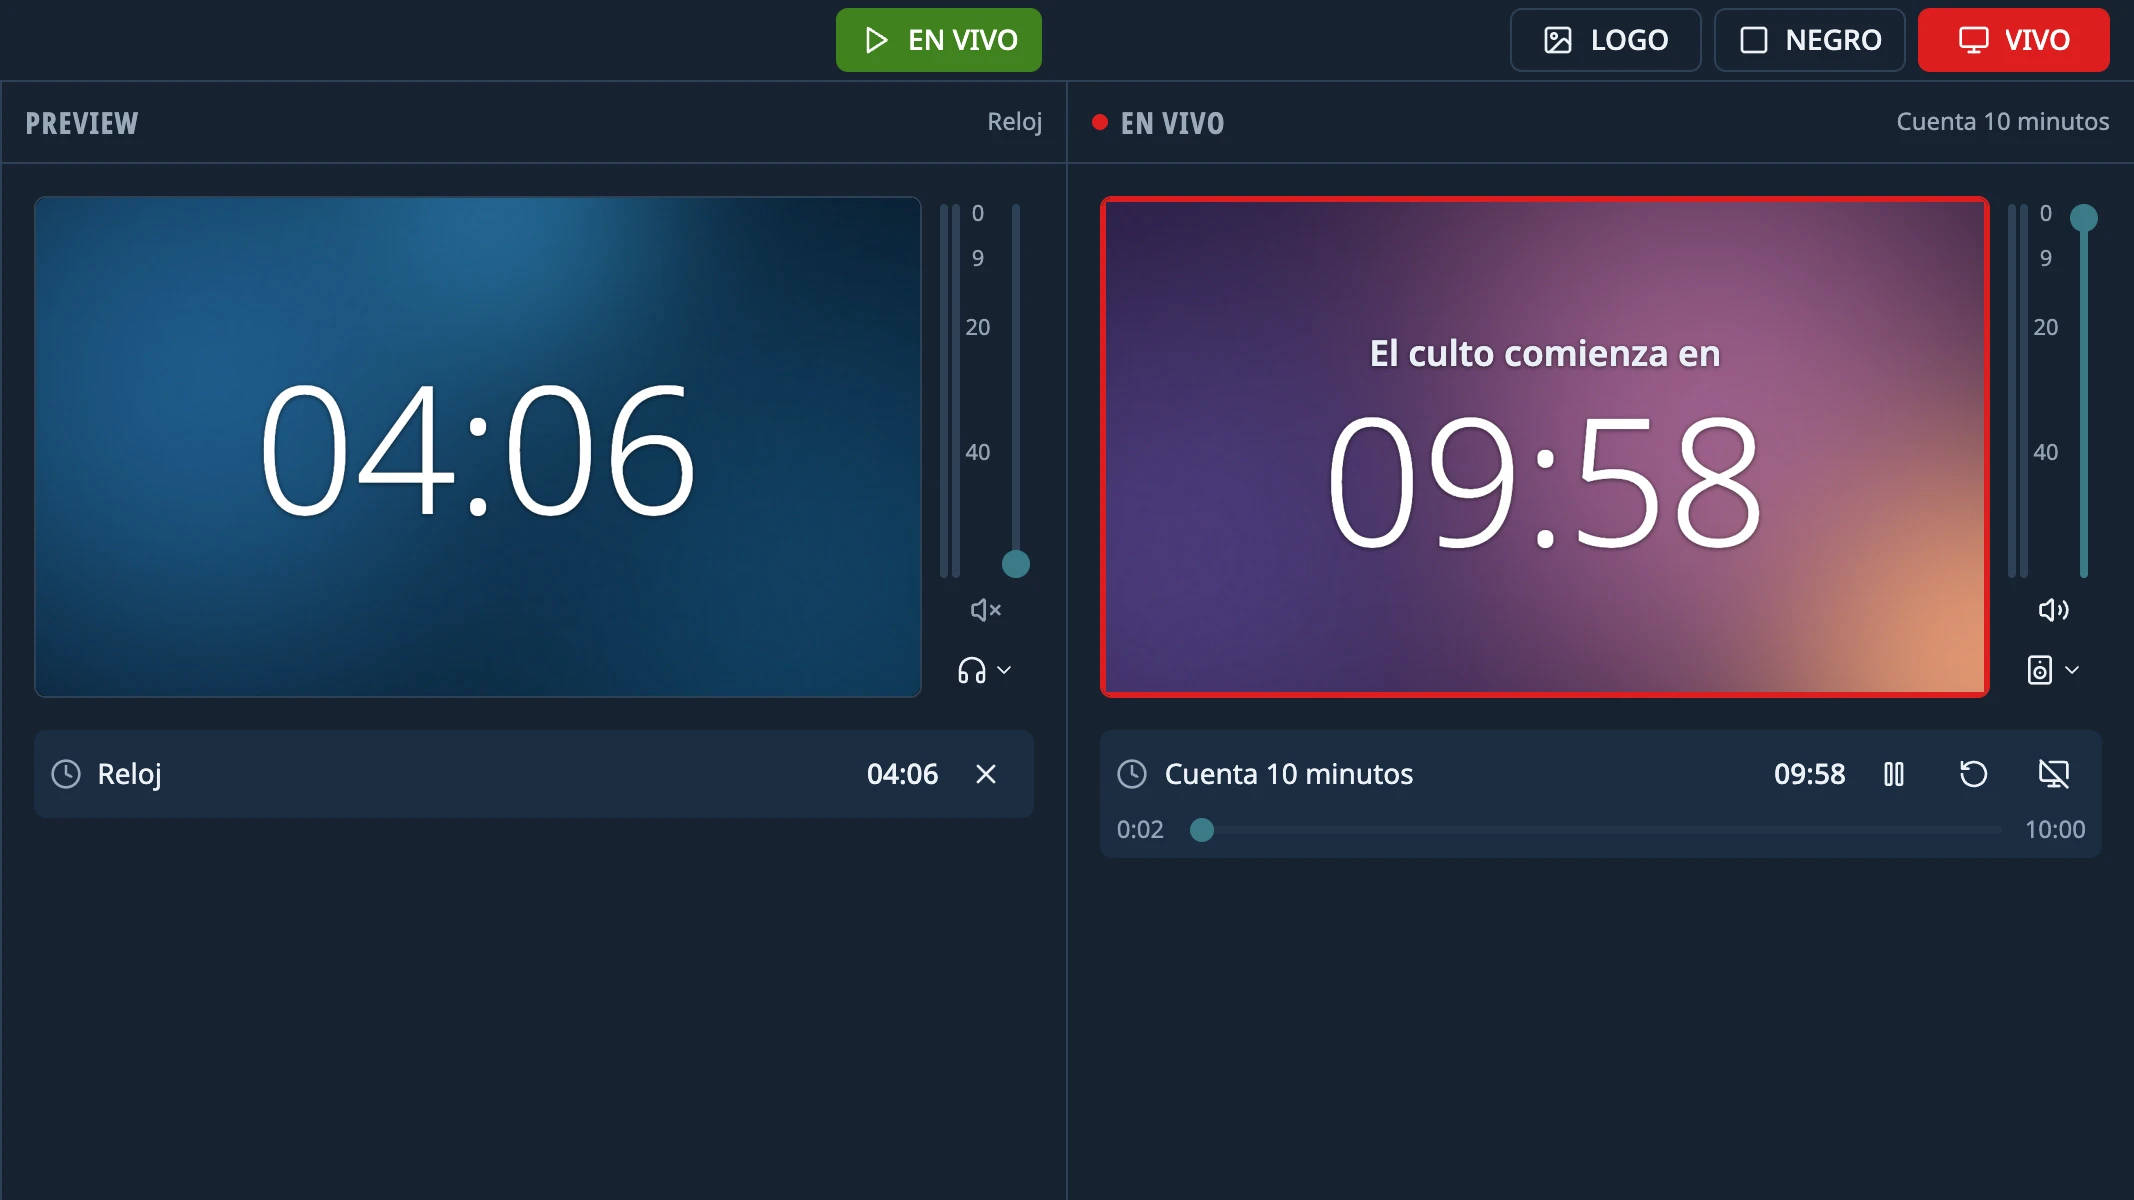 EN VIVO
LOGO
NEGRO
VIVO
PREVIEW
Reloj
EN VIVO
Cuenta 10 minutos
04:06
0
9
20
40
El culto comienza en
09:58
0
9
20
40
Reloj
04:06
Cuenta 10 minutos
09:58
0:02
10:00